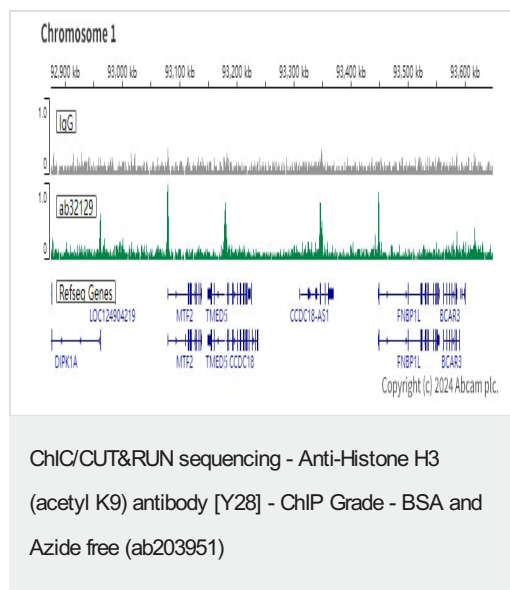 Chromosome 1
92,900 kb 93,000 kb 93,100 kb 93,200 kb 93,300 kb 93,400 kb 93,500 kb 93,600 kb
1.0
IgG
0
1.0
ab32129
0
Refseq Genes
LOC124904219 MTF2 TMED5 CCDC18-AS1 FNBP1L BCAR3
DIPK1A MTF2 TMED5 CCDC18 FNBP1L BCAR3
Copyright (c) 2024 Abcam plc.
ChIC/CUT&RUN sequencing - Anti-Histone H3
(acetyl K9) antibody [Y28] - ChIP Grade - BSA and
Azide free (ab203951)